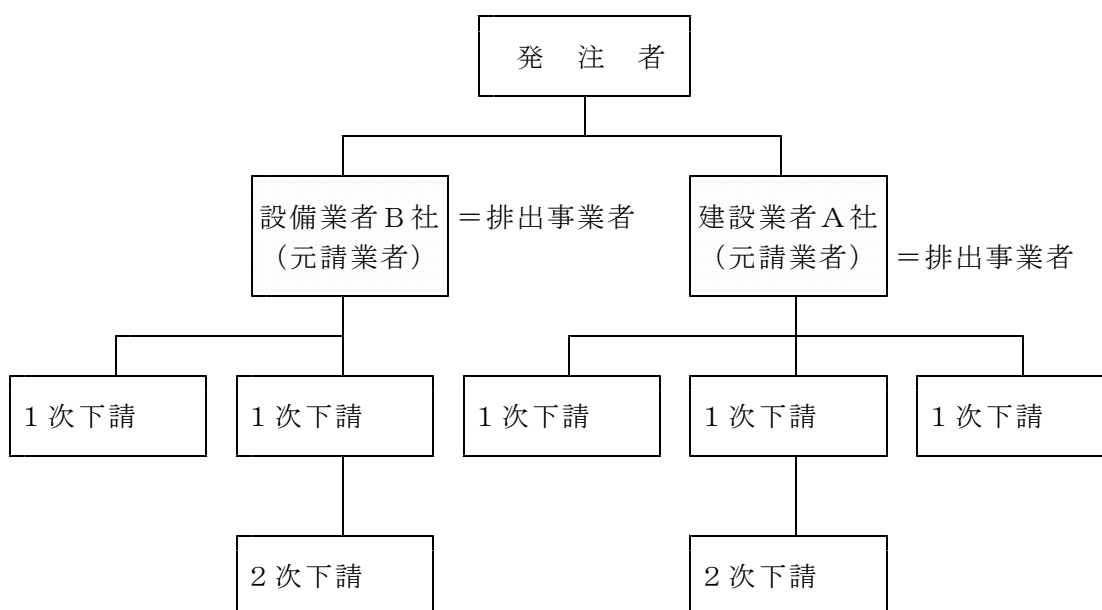 発 注 者
設備業者B社
(元請業者)
=排出事業者
建設業者A社
(元請業者)
=排出事業者
1次下請
1次下請
1次下請
1次下請
1次下請
2次下請
2次下請